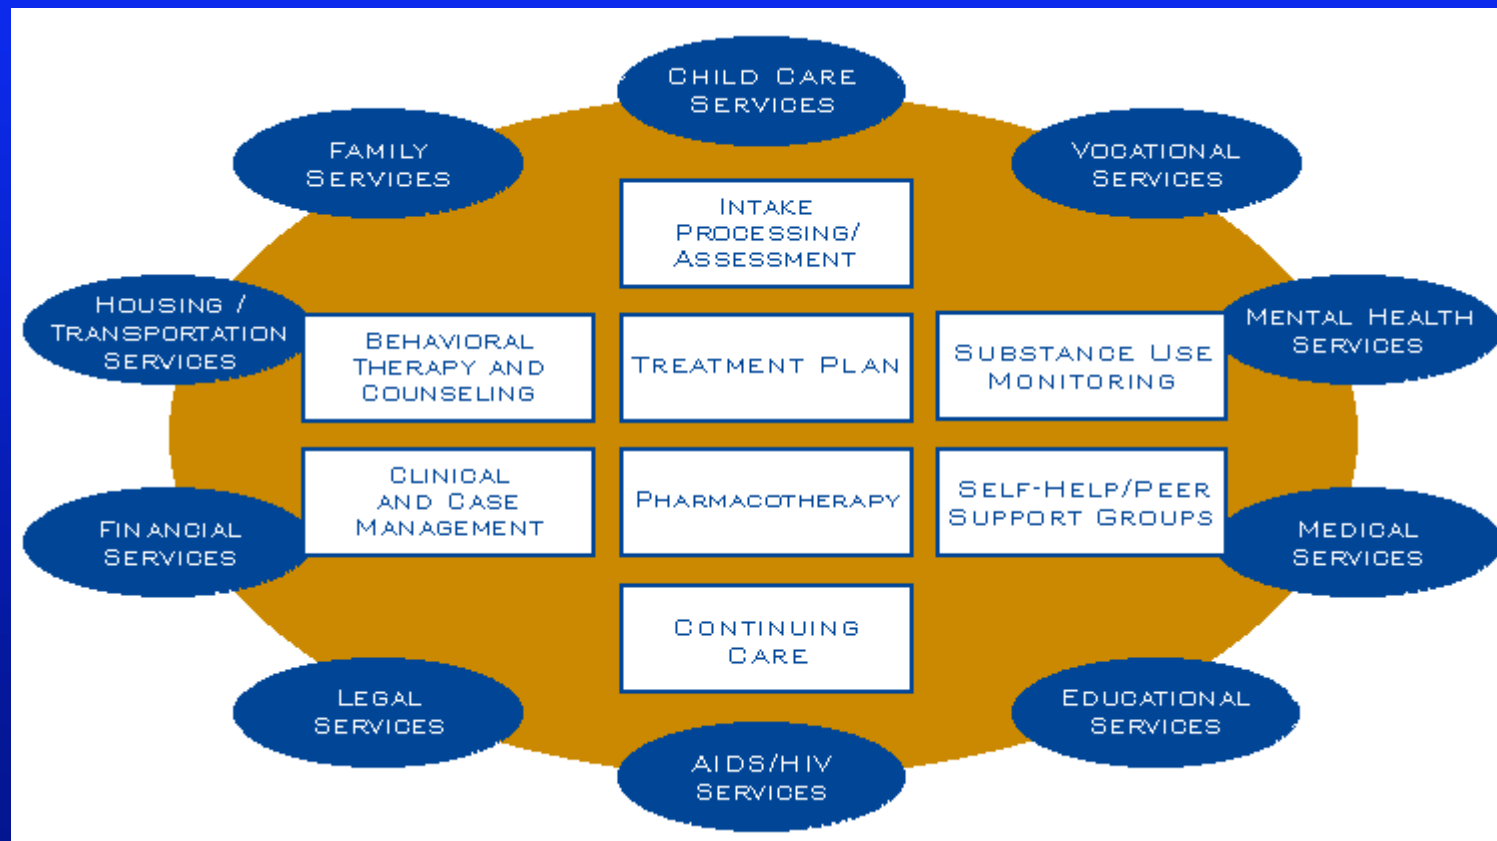 CHILD CARE
SERVICES
FAMILY
SERVICES
VOCATIONAL
SERVICES
INTAKE
PROCESSING/
ASSESSMENT
HOUSING /
TRANSPORTATION
SERVICES
BEHAVIORAL
THERAPY AND
COUNSELING
TREATMENT PLAN
SUBSTANCE USE
MONITORING
MENTAL HEALTH
SERVICES
CLINICAL
AND CASE
MANAGEMENT
PHARMACOTHERAPY
SELF-HELP/PEER
SUPPORT GROUPS
FINANCIAL
SERVICES
MEDICAL
SERVICES
CONTINUING
CARE
LEGAL
SERVICES
AIDS/HIV
SERVICES
EDUCATIONAL
SERVICES